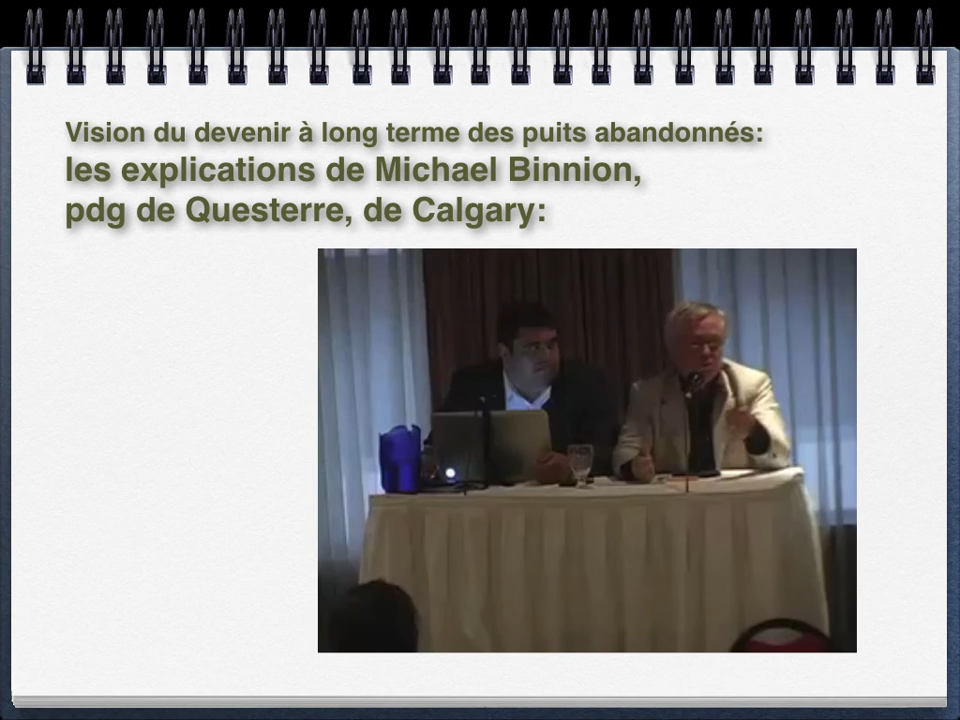 Vision du devenir à long terme des puits abandonnés:
les explications de Michael Binnion,
pdg de Questerre, de Calgary: